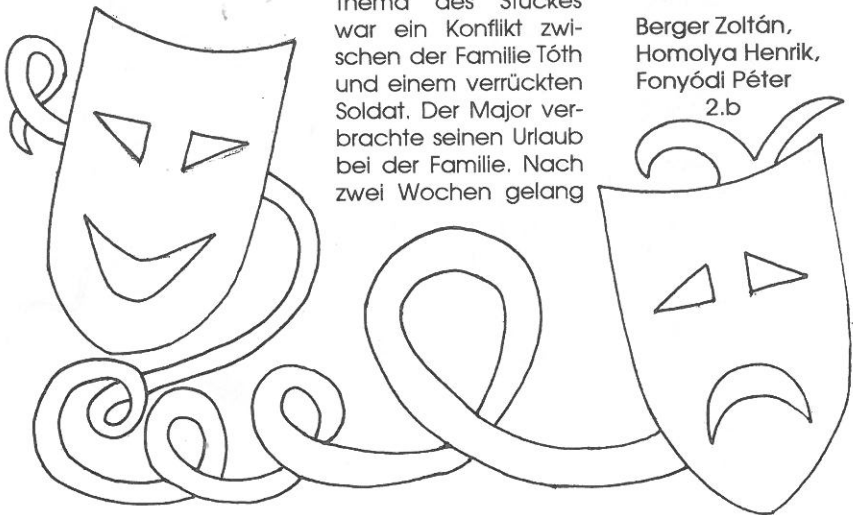 Thema des Stückes
war ein Konflikt zwi-
schen der Familie Tóth
und einem verrückten
Soldat. Der Major ver-
brachte seinen Urlaub
bei der Familie. Nach
zwei Wochen gelang
Berger Zoltán,
Homolya Henrik,
Fonyódi Péter
2.b